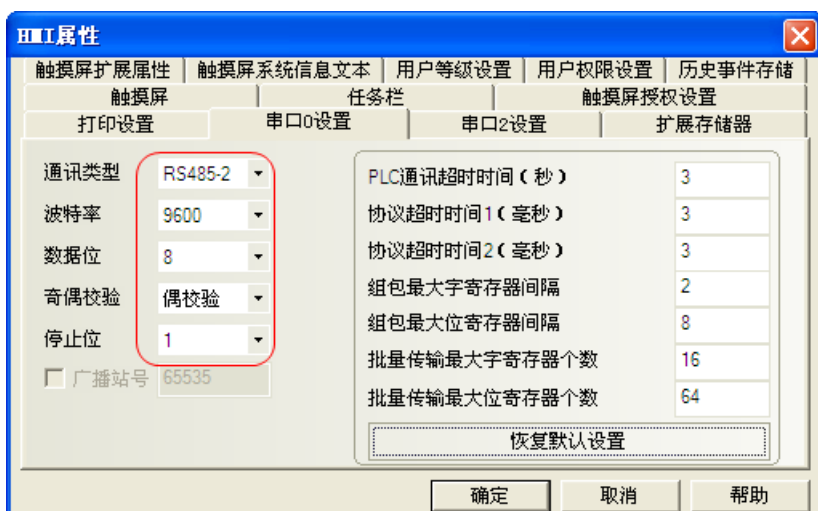 HMI属性
触摸屏扩展属性 触摸屏系统信息文本 用户等级设置 用户权限设置 历史事件存储
触摸屏 任务栏 触摸屏授权设置
打印设置 串口0设置 串口2设置 扩展存储器
通讯类型 RS485-2
波特率 9600
数据位 8
奇偶校验 偶校验
停止位 1
广播站号 65535
PLC通讯超时时间(秒) 3
协议超时时间1(毫秒) 3
协议超时时间2(毫秒) 3
组包最大字寄存器间隔 2
组包最大位寄存器间隔 8
批量传输最大字寄存器个数 16
批量传输最大位寄存器个数 64
恢复默认设置
确定 取消 帮助